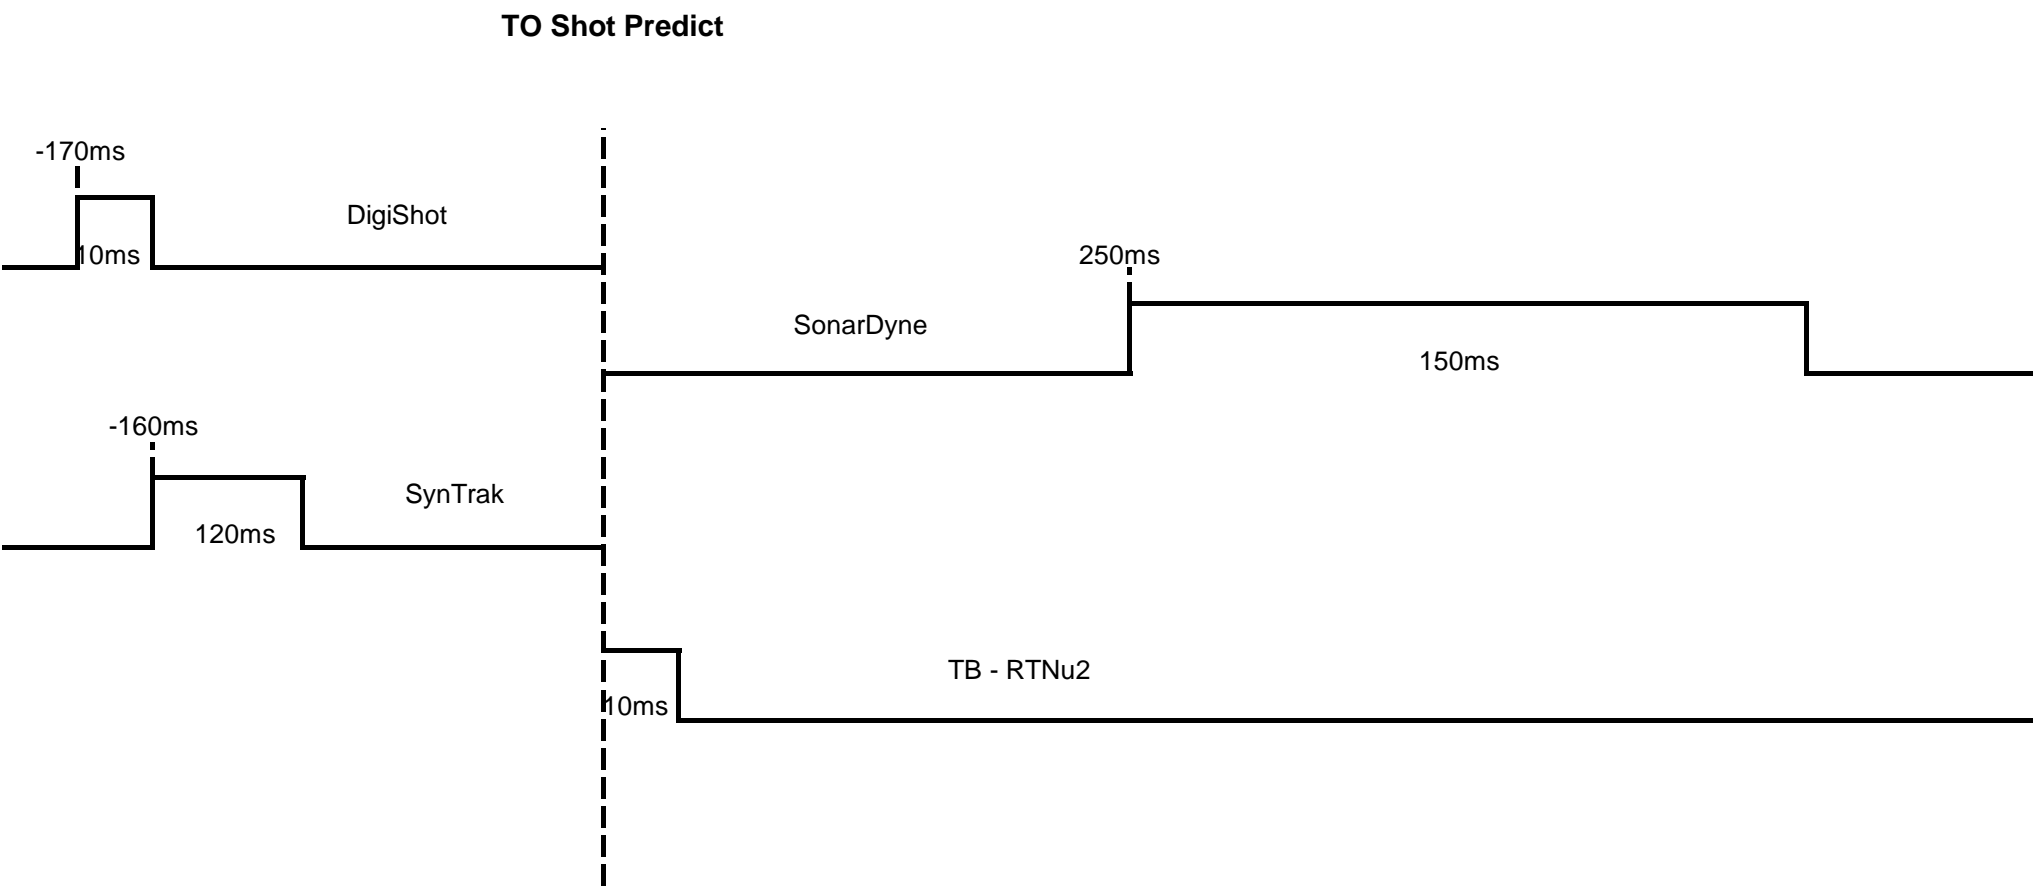 TO Shot Predict
-170ms
DigiShot
10ms
250ms
SonarDyne
150ms
-160ms
SynTrak
120ms
TB - RTNu2
10ms